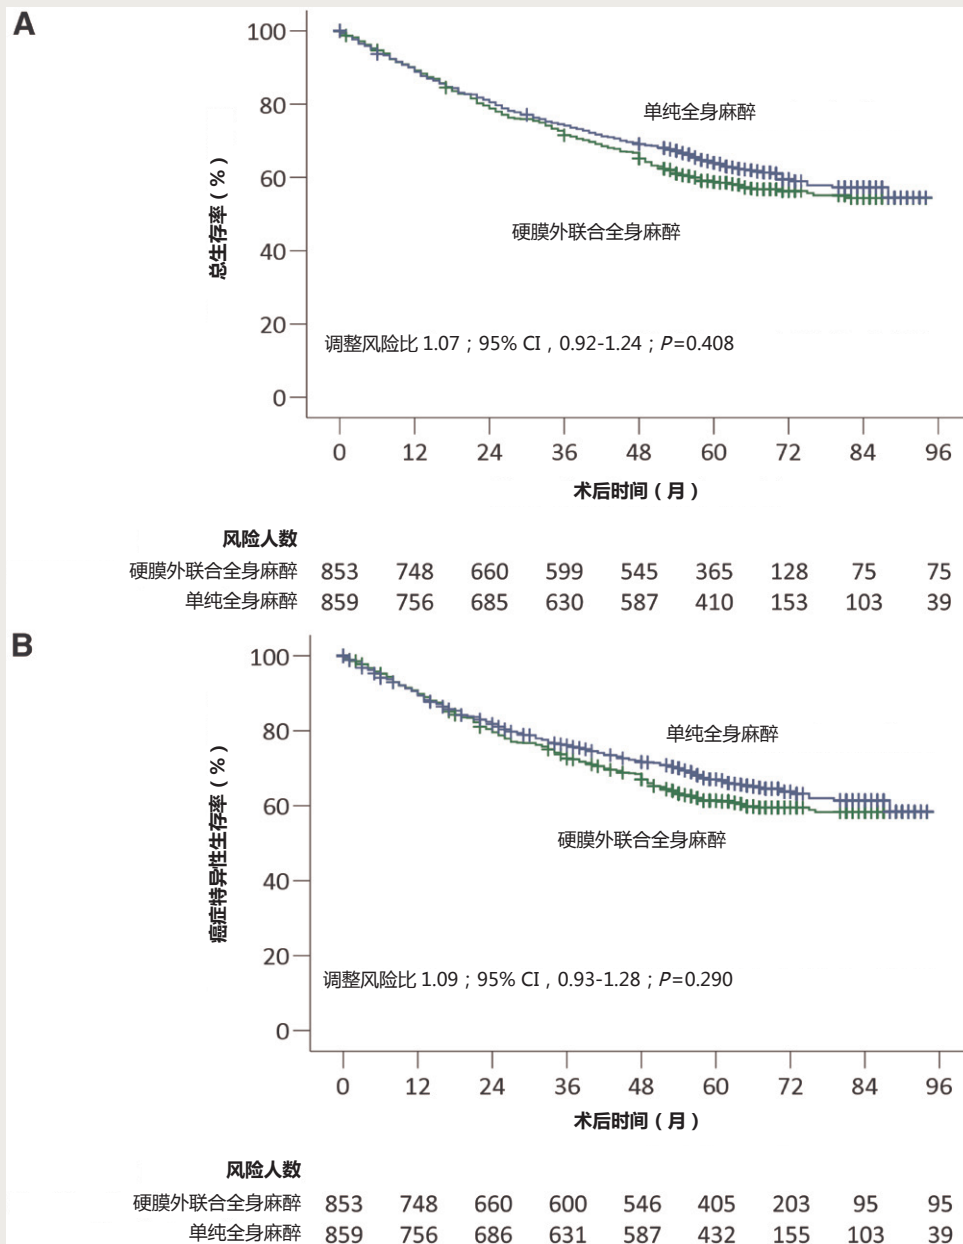 A
100
80
60
40
20
0
总生存率（%）
单纯全身麻醉
硬膜外联合全身麻醉
调整风险比 1.07；95% CI，0.92-1.24；P=0.408
0 12 24 36 48 60 72 84 96
术后时间（月）
风险人数
硬膜外联合全身麻醉 853 748 660 599 545 365 128 75 75
单纯全身麻醉 859 756 685 630 587 410 153 103 39
B
100
80
60
40
20
0
癌症特异性生存率（%）
单纯全身麻醉
硬膜外联合全身麻醉
调整风险比 1.09；95% CI，0.93-1.28；P=0.290
0 12 24 36 48 60 72 84 96
术后时间（月）
风险人数
硬膜外联合全身麻醉 853 748 660 600 546 405 203 95 95
单纯全身麻醉 859 756 686 631 587 432 155 103 39